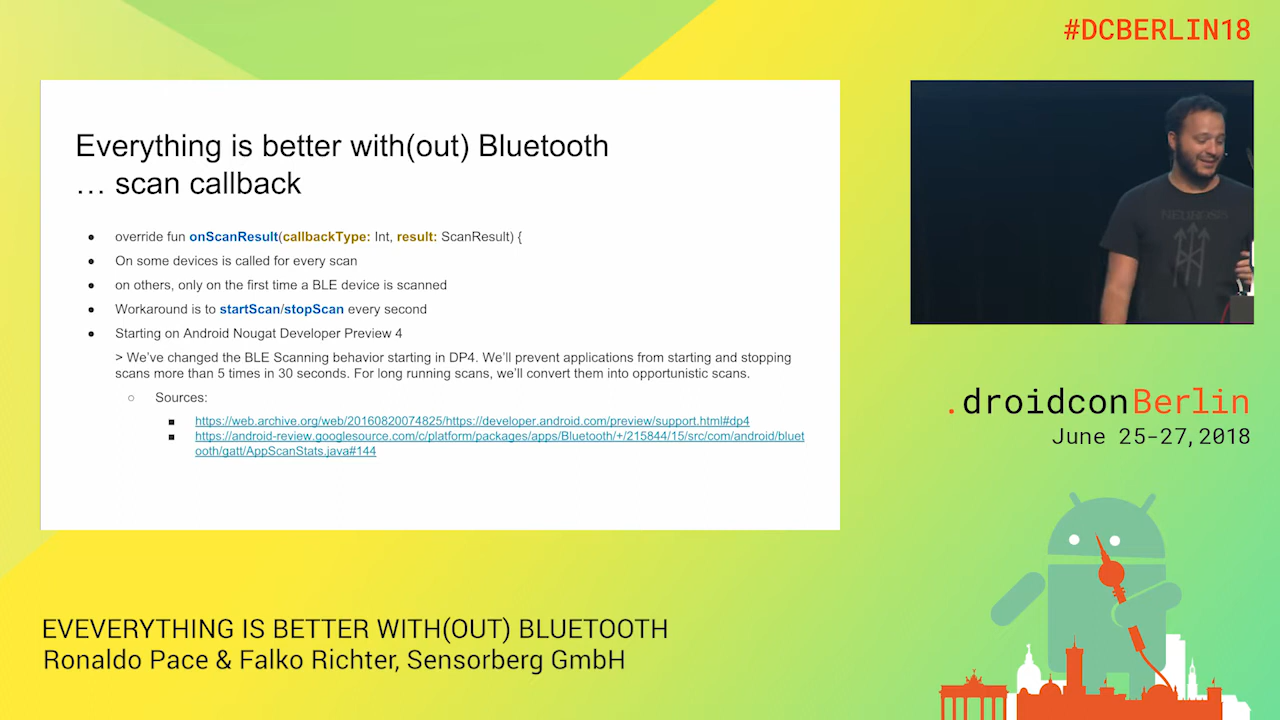 #DCBERLIN18
Everything is better with(out) Bluetooth
… scan callback
● override fun onScanResult(callbackType: Int, result: ScanResult) {
● On some devices is called for every scan
● on others, only on the first time a BLE device is scanned
● Workaround is to startScan/stopScan every second
● Starting on Android Nougat Developer Preview 4
> We've changed the BLE Scanning behavior starting in DP4. We'll prevent applications from starting and stopping
scans more than 5 times in 30 seconds. For long running scans, we'll convert them into opportunistic scans.
○ Sources:
■ https://web.archive.org/web/20160820074825/https://developer.android.com/preview/support.html#dp4
■ https://android-review.googlesource.com/c/platform/packages/apps/Bluetooth/+/215844/15/src/com/android/bluet
ooth/gatt/AppScanStats.java#144
NEUROSIS
.droidconBerlin
June 25-27,2018
EVEVERYTHING IS BETTER WITH(OUT) BLUETOOTH
Ronaldo Pace & Falko Richter, Sensorberg GmbH